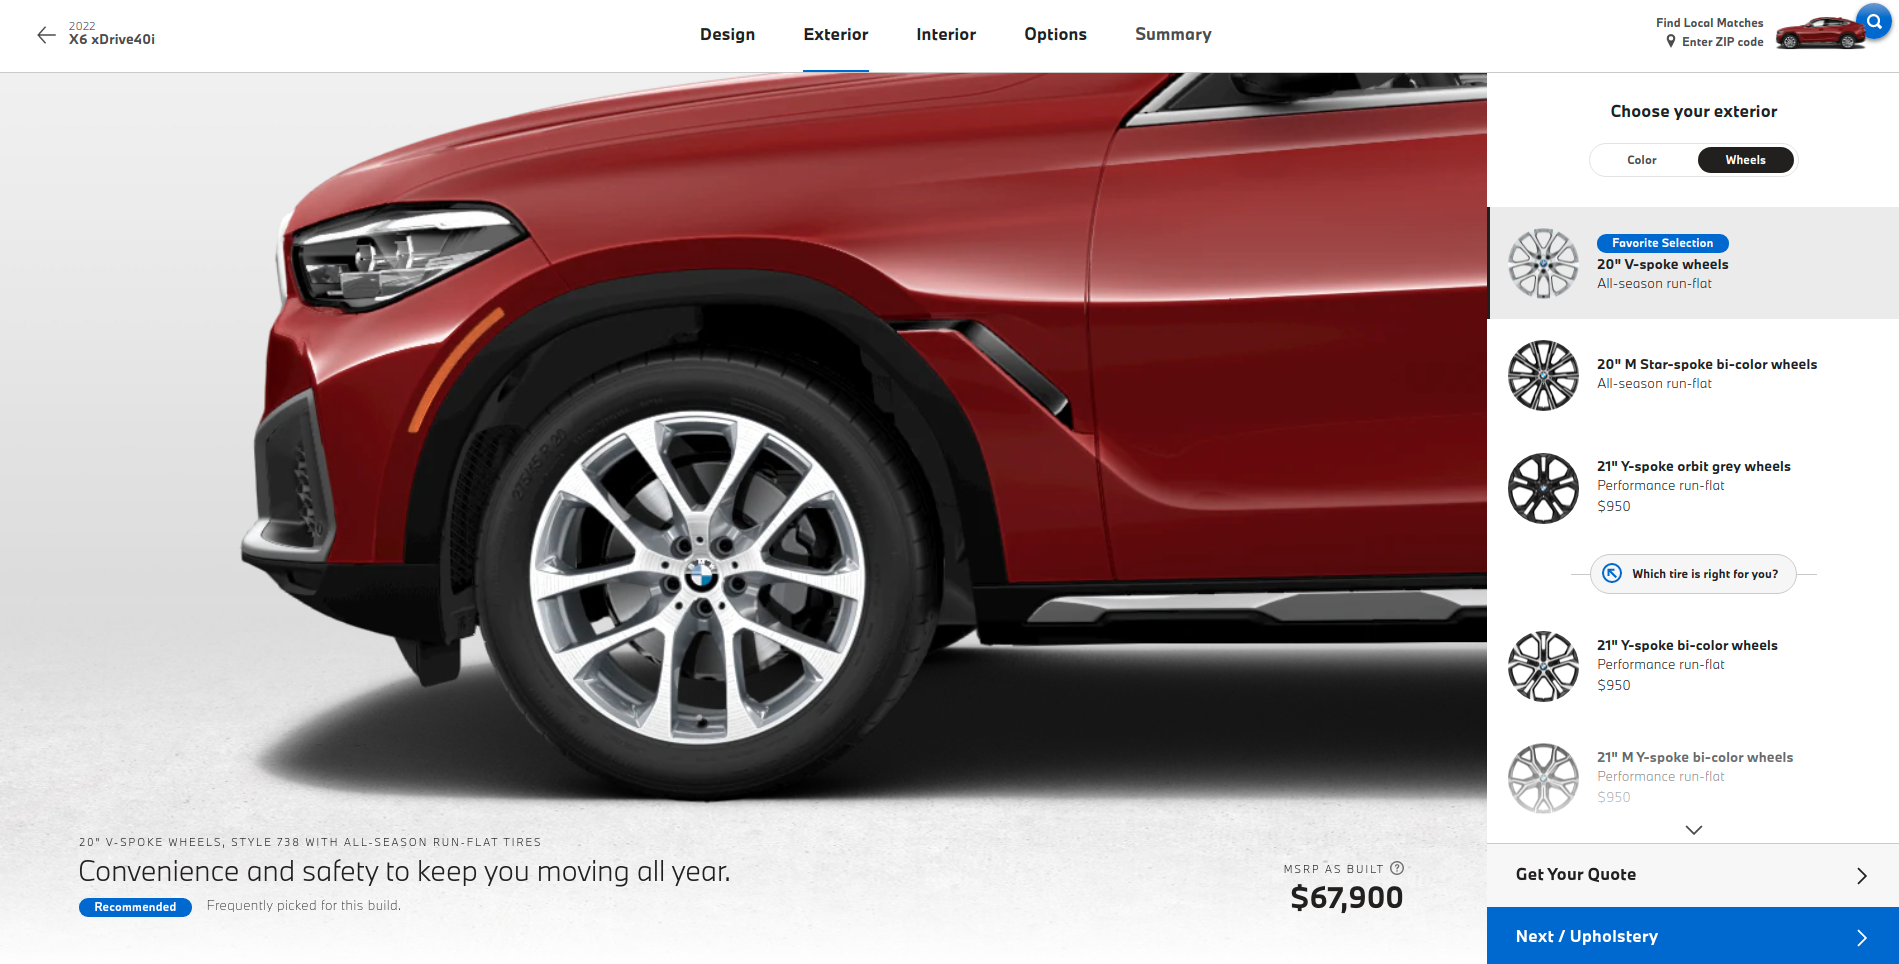 2022
X6 xDrive40i
Design
Exterior
Interior
Options
Summary
Find Local Matches
Enter ZIP code
Choose your exterior
Color
Wheels
Favorite Selection
20" V-spoke wheels
All-season run-flat
20" M Star-spoke bi-color wheels
All-season run-flat
21" Y-spoke orbit grey wheels
Performance run-flat
$950
Which tire is right for you?
21" Y-spoke bi-color wheels
Performance run-flat
$950
21" M Y-spoke bi-color wheels
Performance run-flat
$950
20" V-SPOKE WHEELS, STYLE 738 WITH ALL-SEASON RUN-FLAT TIRES
Convenience and safety to keep you moving all year.
Recommended
Frequently picked for this build.
MSRP AS BUILT ?
$67,900
Get Your Quote
Next / Upholstery